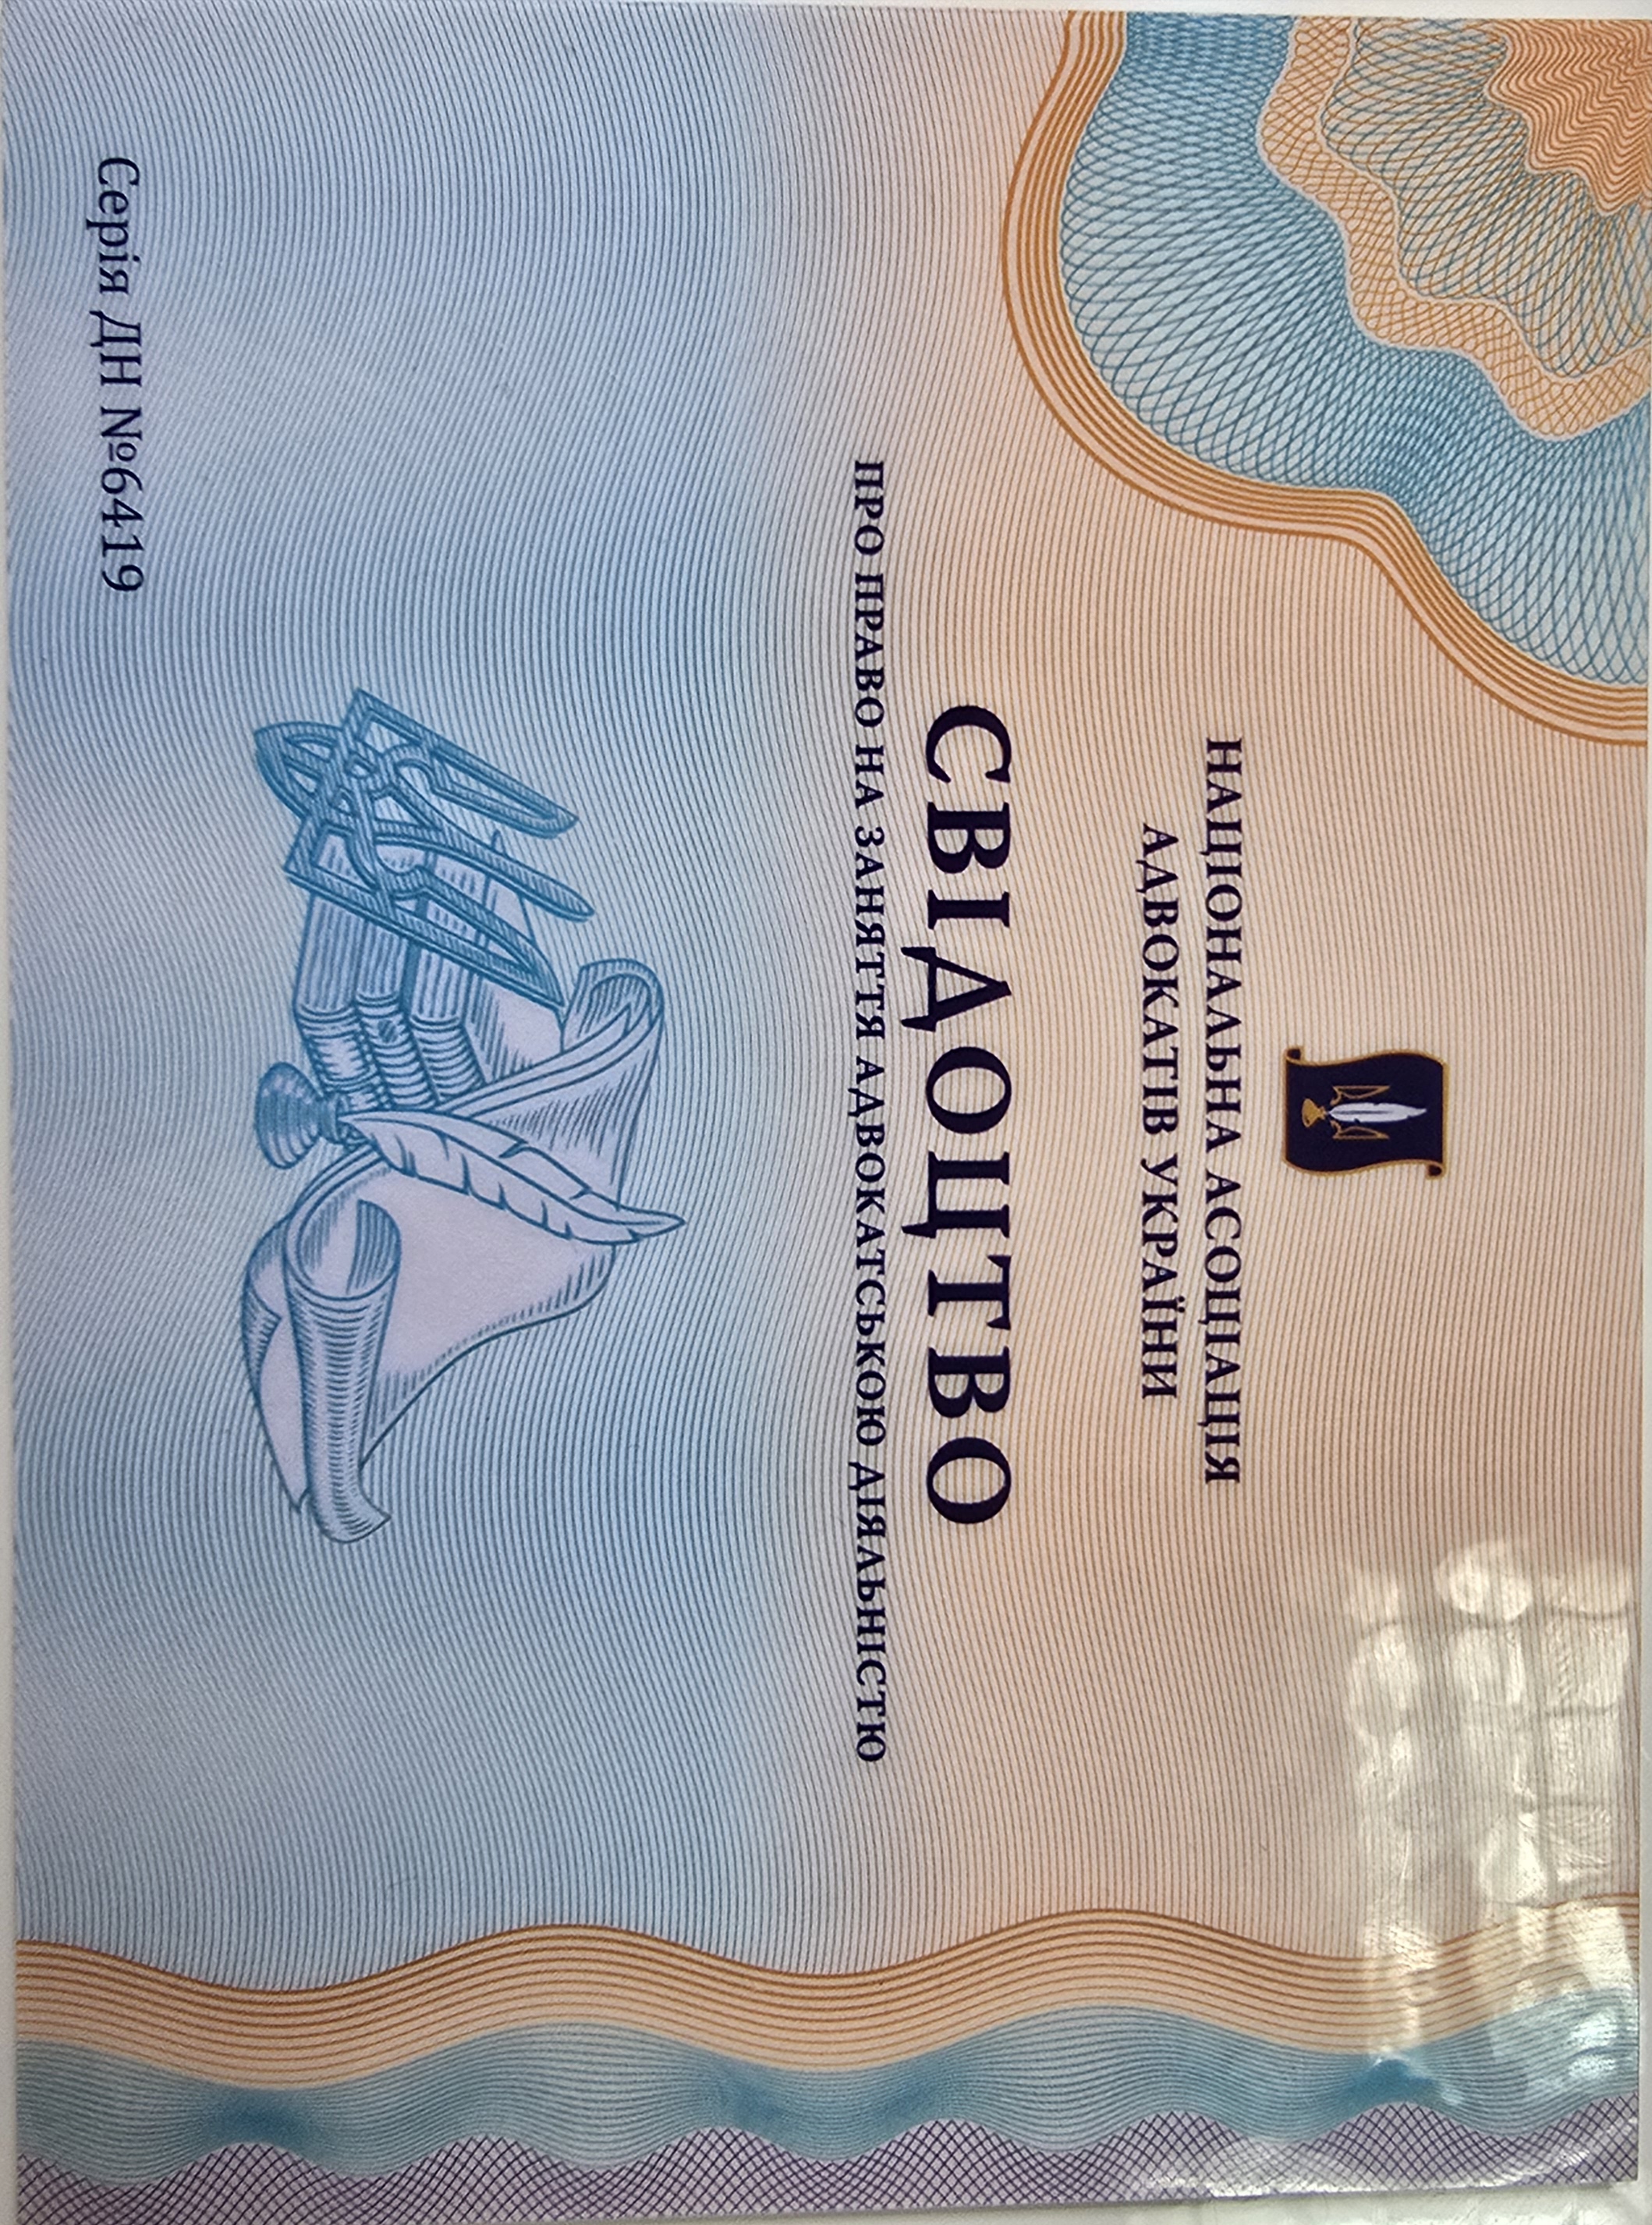 НАЦІОНАЛЬНА АСОЦІАЦІЯ
АДВОКАТІВ УКРАЇНИ
СВІДОЦТВО
ПРО ПРАВО НА ЗАНЯТТЯ АДВОКАТСЬКОЮ ДІЯЛЬНІСТЮ
Серія ДН №6419